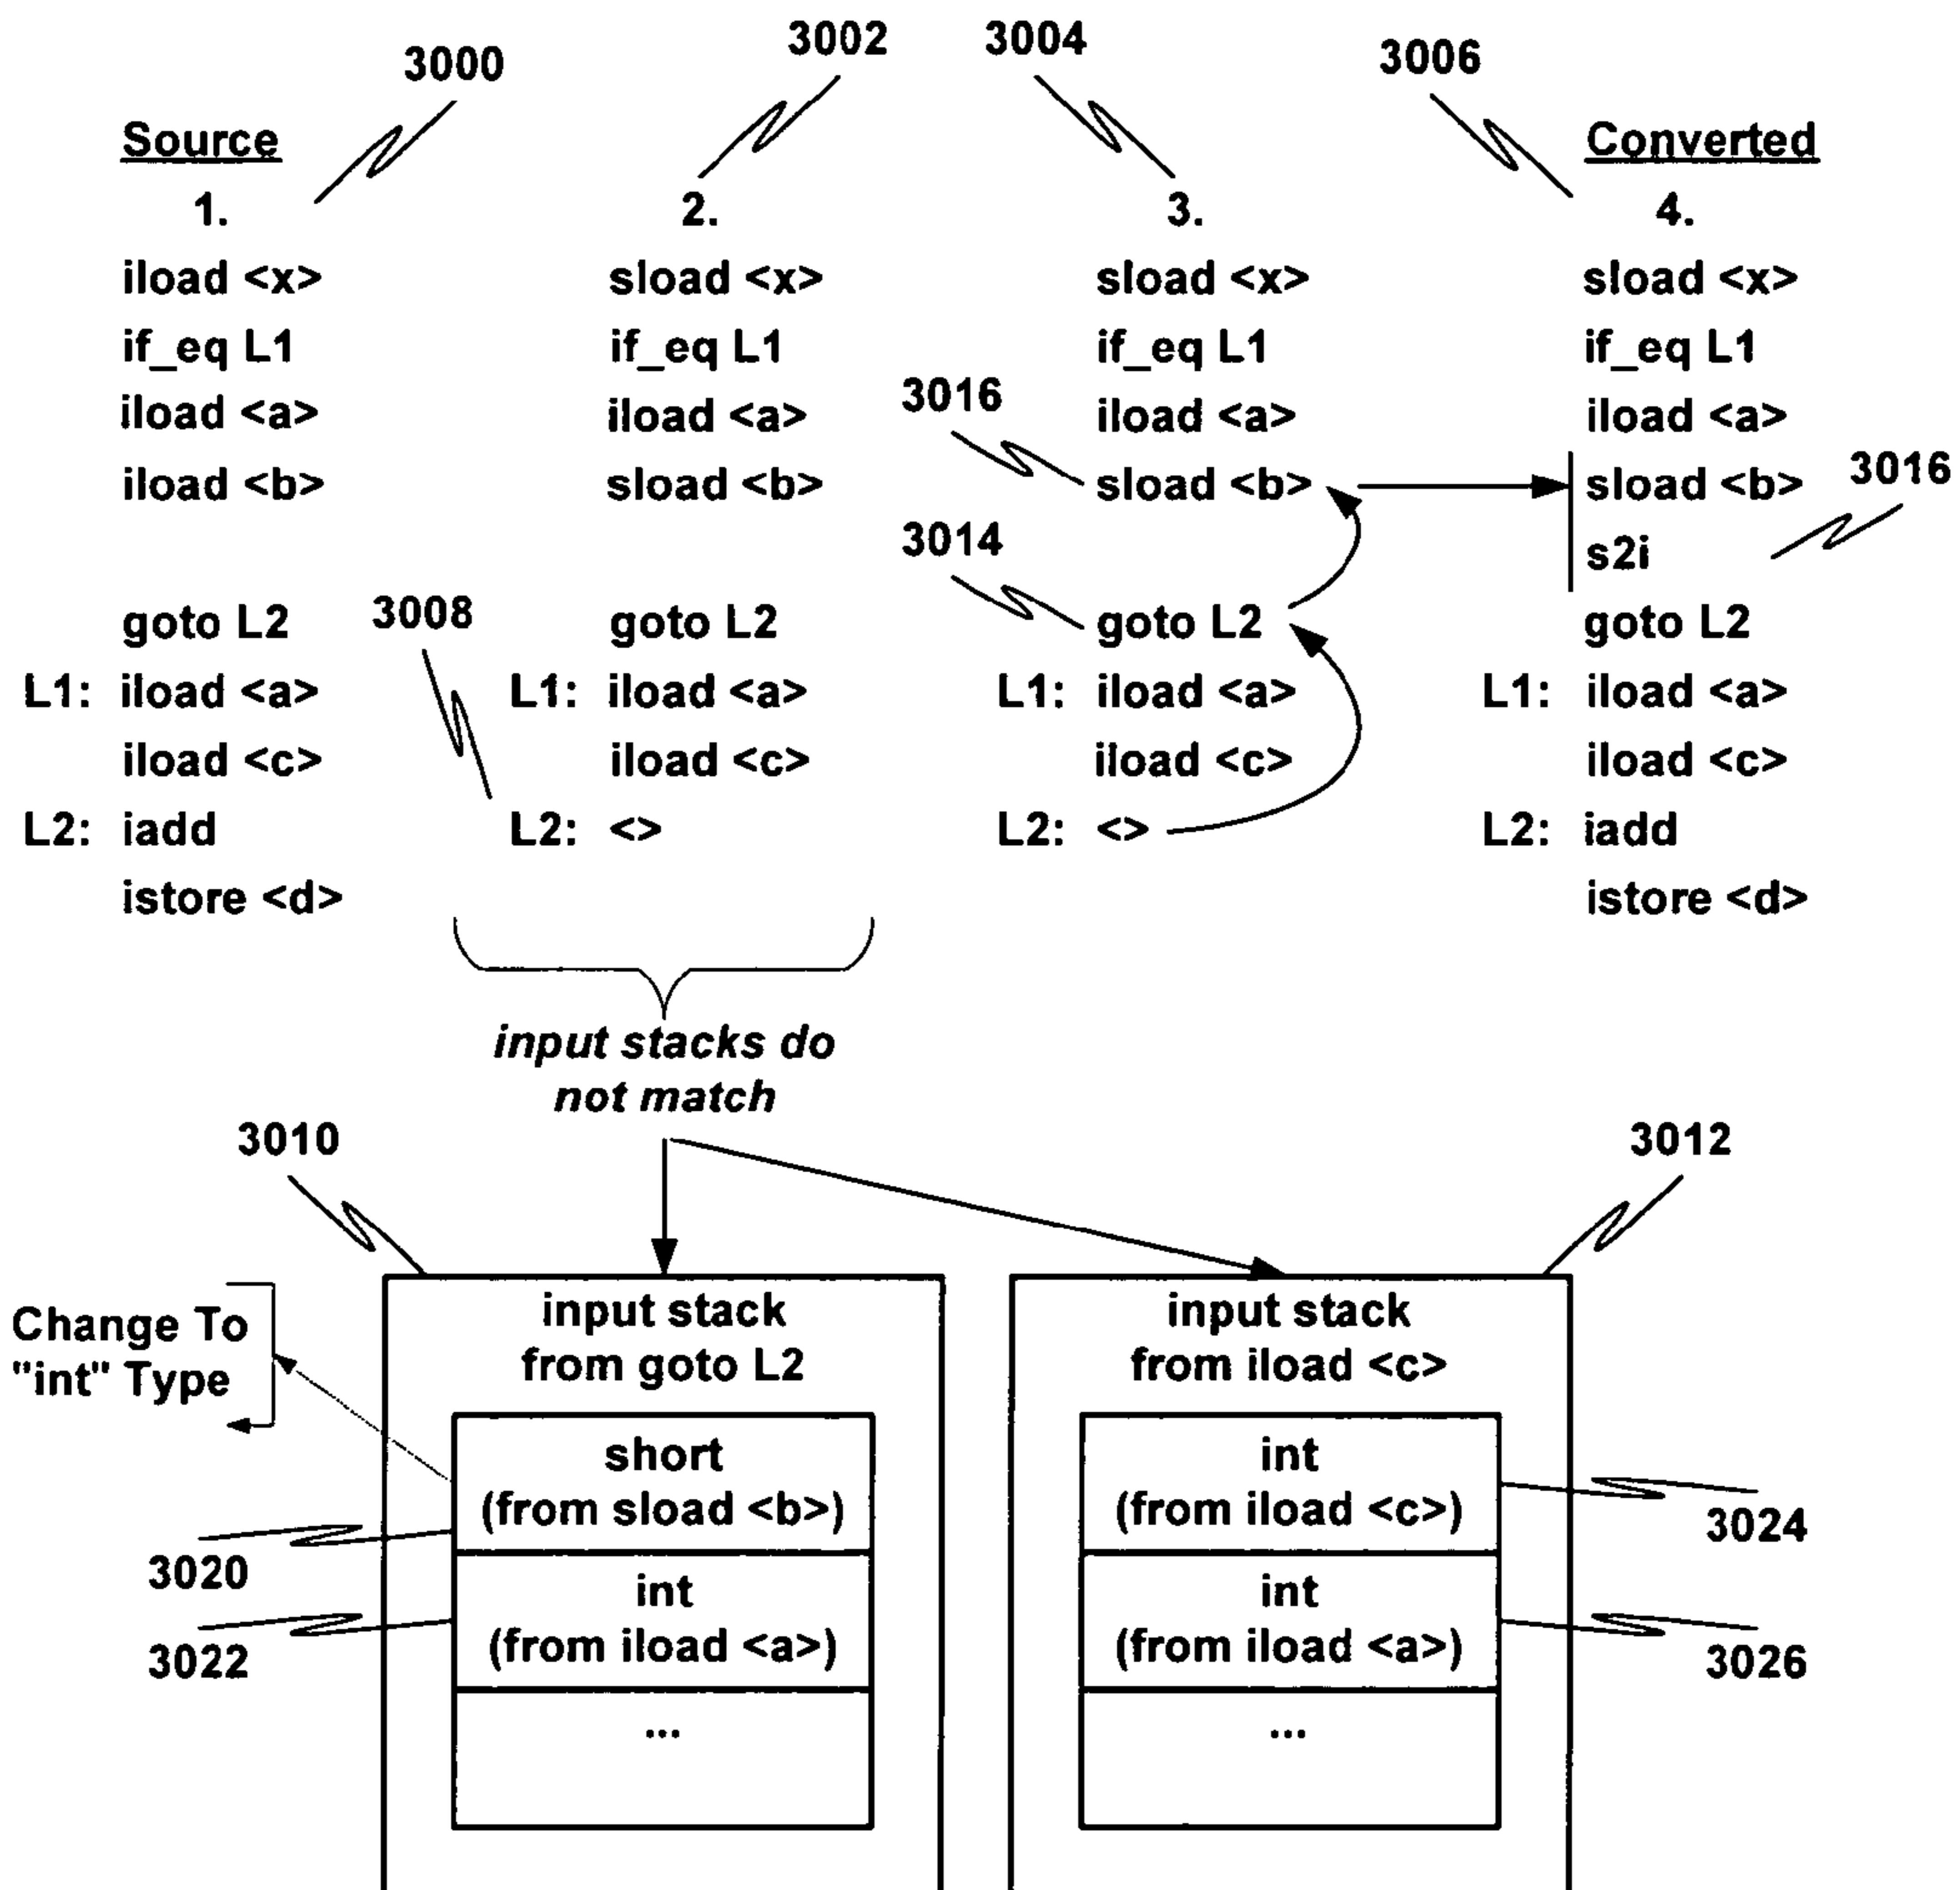 3000
3002
3004
3006
Source
1.
iload <x>
if_eq L1
iload <a>
iload <b>
goto L2
L1: iload <a>
iload <c>
L2: iadd
istore <d>
2.
sload <x>
if_eq L1
iload <a>
sload <b>
3008
goto L2
L1: iload <a>
iload <c>
L2: <>
3.
sload <x>
if_eq L1
iload <a>
3016
sload <b>
3014
goto L2
L1: iload <a>
iload <c>
L2: <>
Converted
4.
sload <x>
if_eq L1
iload <a>
sload <b>
3016
s2i
goto L2
L1: iload <a>
iload <c>
L2: iadd
istore <d>
input stacks do
not match
3010
3012
Change To
"int" Type
input stack
from goto L2
short
(from sload <b>)
3020
int
(from iload <a>)
3022
...
input stack
from iload <c>
int
(from iload <c>)
3024
int
(from iload <a>)
3026
...